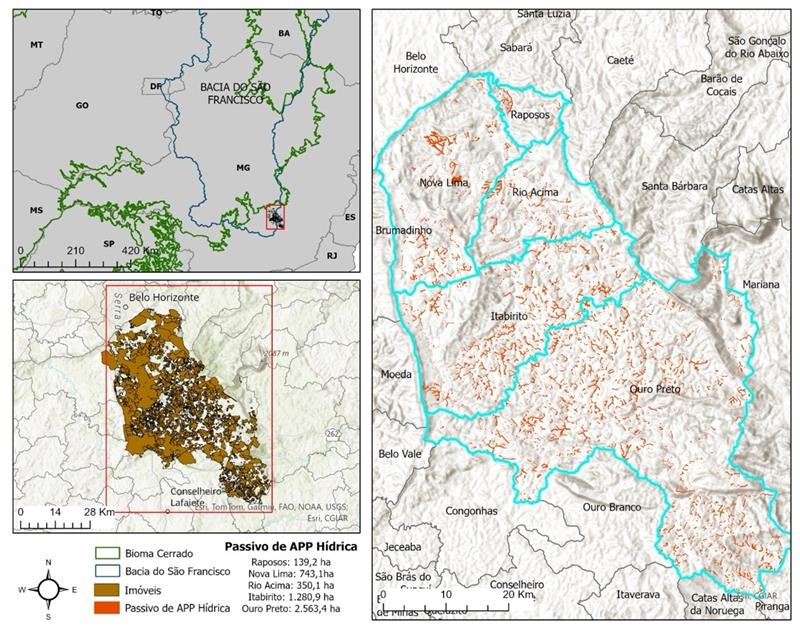 TO
MT
BA
DF
BACIA DO SÃO
FRANCISCO
GO
MG
MS
ES
SP
RJ
0 210 420 Km
Belo Horizonte
Serra d
2087 m
262
Conselheiro
Lafaiete
Esri, TomTom, Garmin, FAO, NOAA, USGS,
Esri, CGIAR
0 14 28 Km
Bioma Cerrado
Bacia do São Francisco
Imóveis
Passivo de APP Hídrica
N
W E
S
Passivo de APP Hídrica
Raposos: 139,2 ha
Nova Lima: 743,1ha
Rio Acima: 350,1 ha
Itabirito: 1.280,9 ha
Ouro Preto: 2.563,4 ha
Santa Luzia
Sabará
São Gonçalo
do Rio Abaixo
Belo
Horizonte
Caeté
Barão de
Cocais
Raposos
Nova Lima
Rio Acima
Santa Bárbara
Catas Altas
Brumadinho
Mariana
Itabirito
Moeda
Ouro Preto
Belo Vale
Congonhas
Ouro Branco
Jeceaba
São Brás do
Conselheiro
Itaverava
Catas Altas
da Noruega
Piranga
CGIAR
de Minas
0 10 20 Km